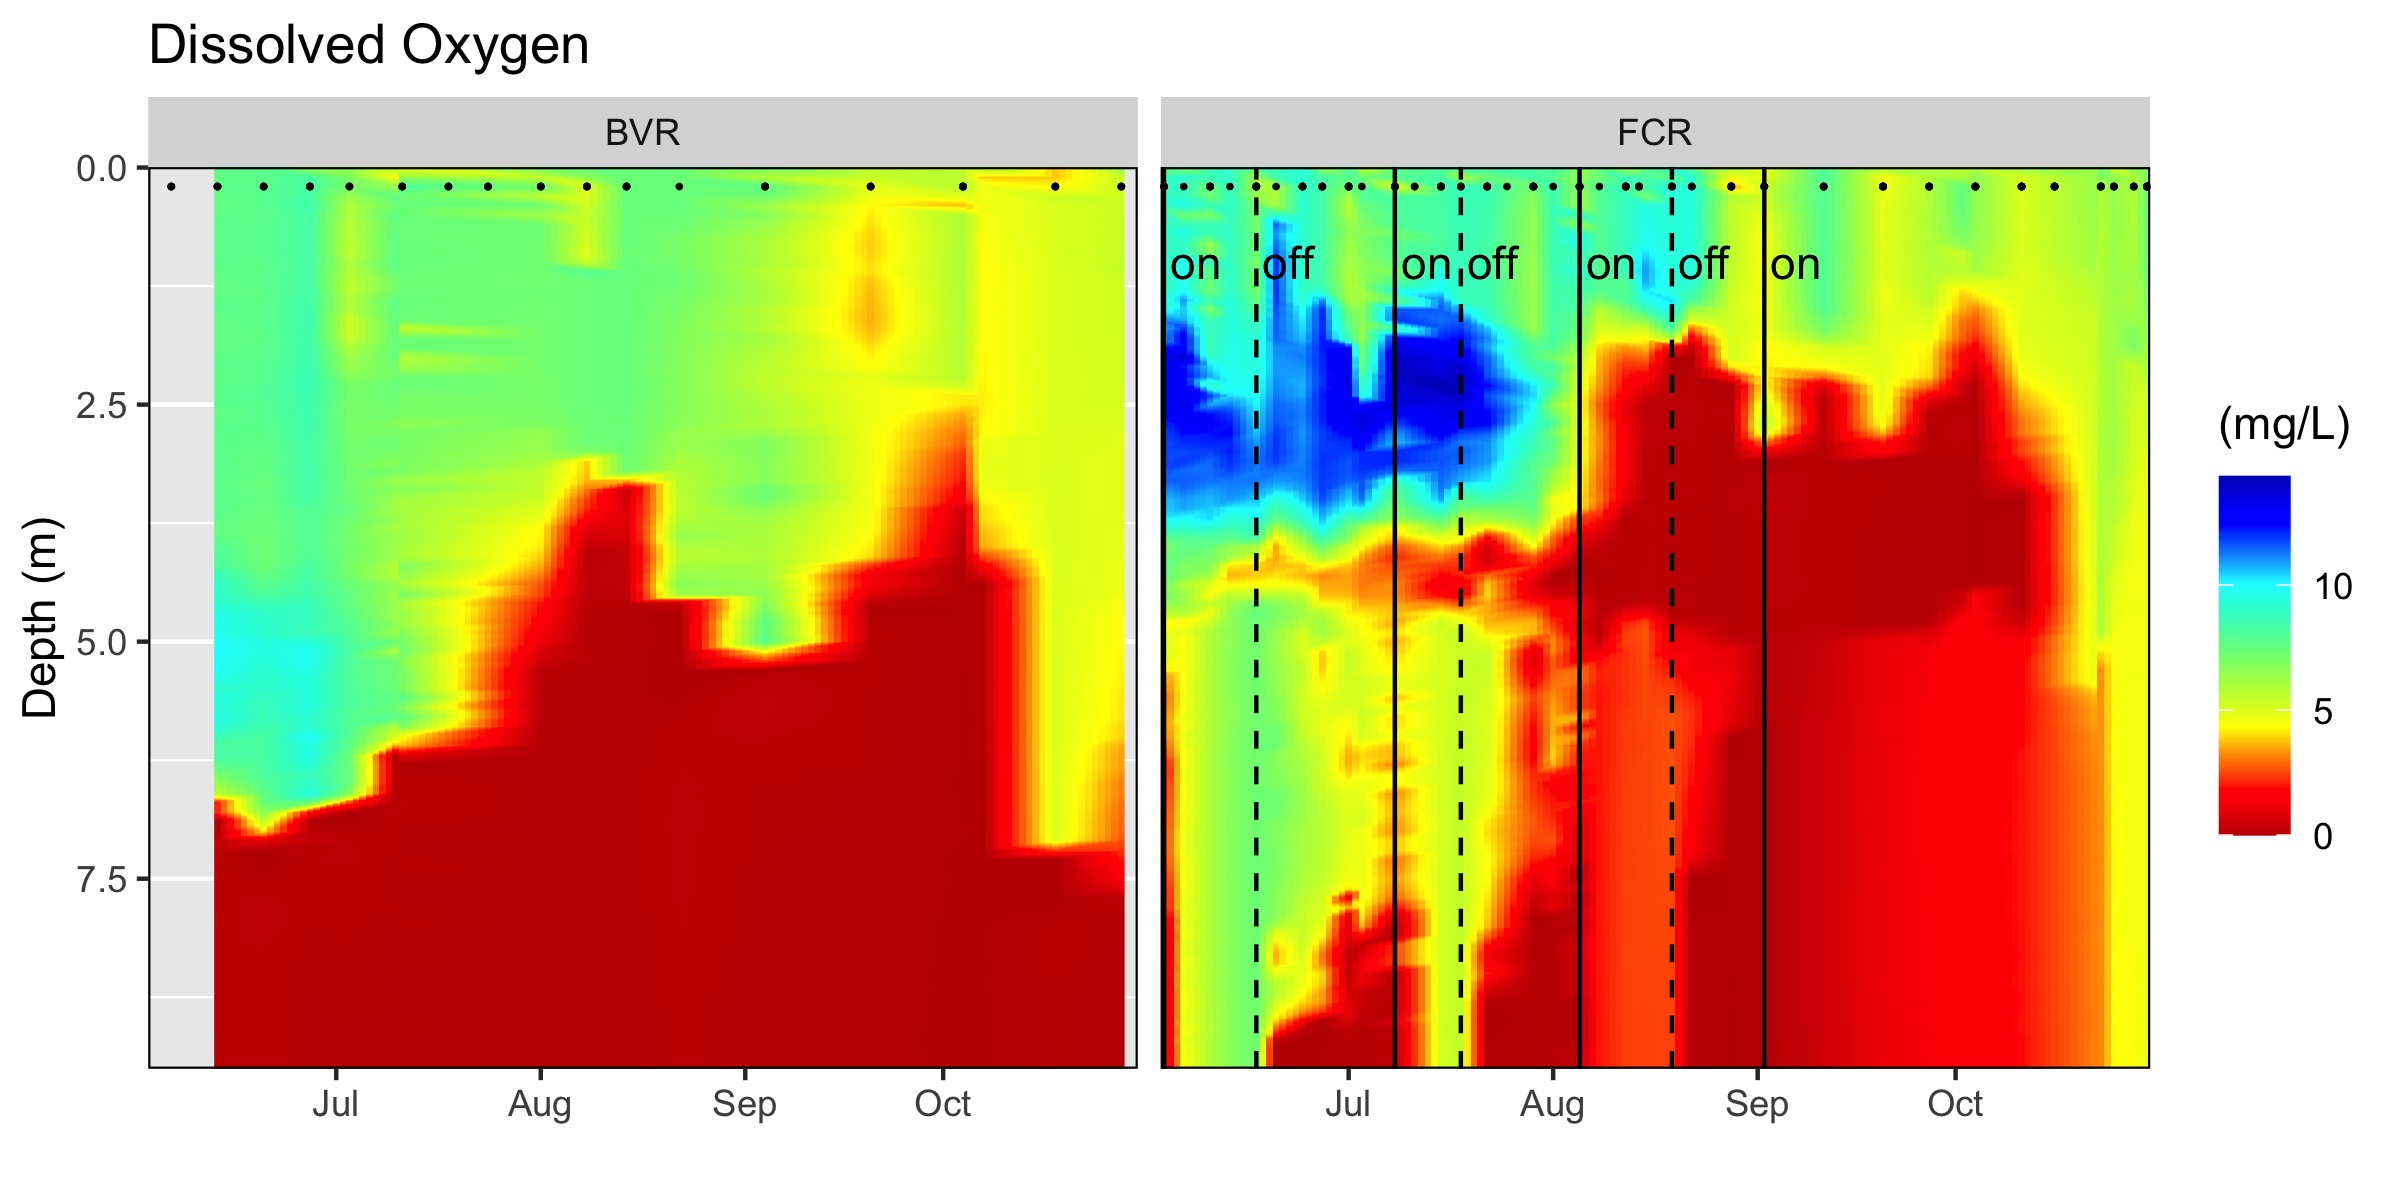 Dissolved Oxygen
BVR
FCR
0.0
2.5
5.0
7.5
Depth (m)
on off on off on off on
Jul Aug Sep Oct
Jul Aug Sep Oct
(mg/L)
10
5
0